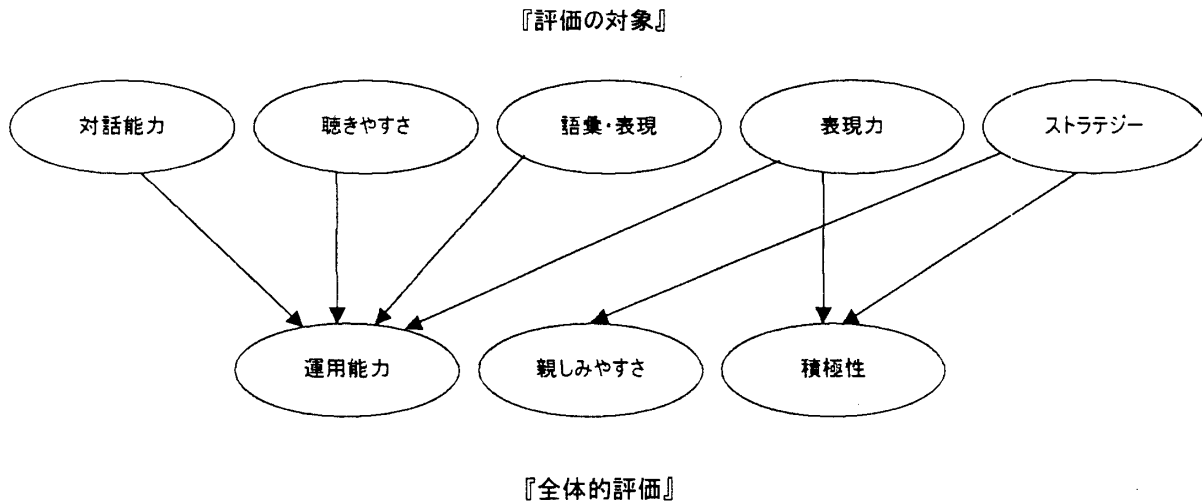 『評価の対象』
対話能力
聴きやすさ
語彙・表現
表現力
ストラテジー
運用能力
親しみやすさ
積極性
『全体的評価』